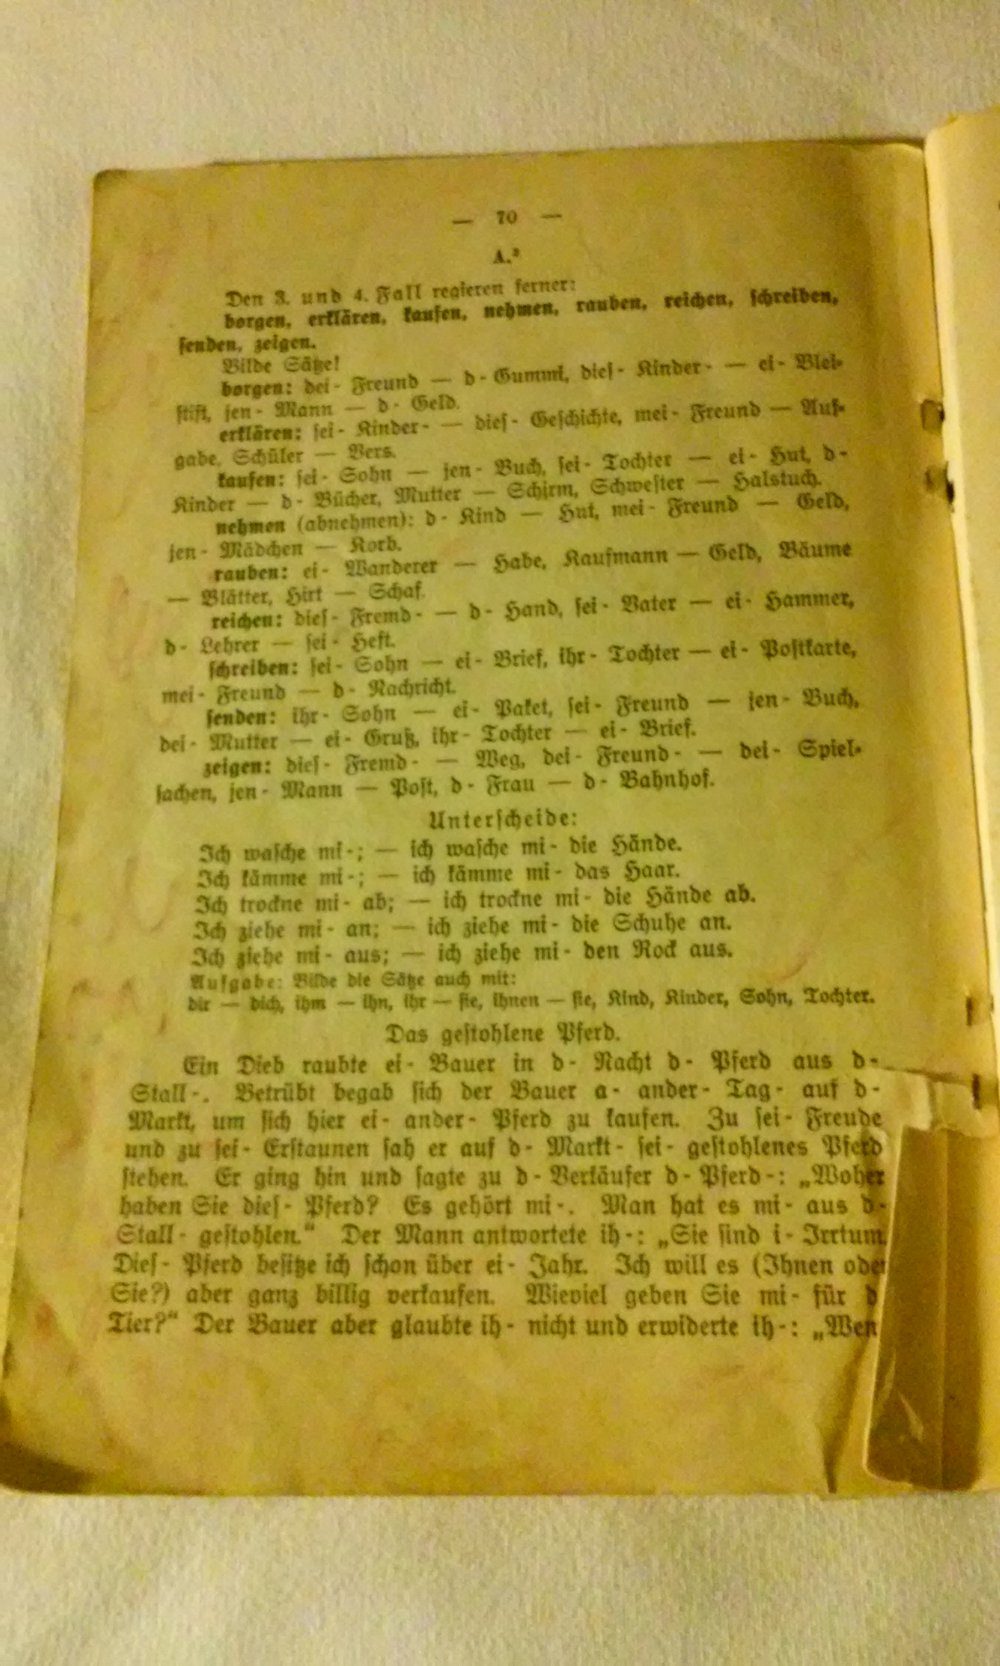 — 70 —
A.²
Den 3. und 4. Fall regieren ferner:
borgen, erklären, kaufen, nehmen, rauben, reichen, schreiben,
senden, zeigen.
Bilde Sätze!
borgen: dei- Freund — d- Gummi, dies- Kinder- — ei- Blei-
stift, jen- Mann — d- Geld.
erklären: sei- Kinder- — dies- Geschichte, mei- Freund — Auf-
gabe, Schüler — Vers.
kaufen: sei- Sohn — jen- Buch, sei- Tochter — ei- Hut, d-
Kinder — d- Bücher, Mutter — Schirm, Schwester — Halstuch.
nehmen (abnehmen): d- Kind — Hut, mei- Freund — Geld,
jen- Mädchen — Korb.
rauben: ei- Wanderer — Habe, Kaufmann — Geld, Bäume
— Blätter, Hirt — Schaf.
reichen: dies- Fremd- — d- Hand, sei- Vater — ei- Hammer,
d- Lehrer — sei- Heft.
schreiben: sei- Sohn — ei- Brief, ihr- Tochter — ei- Postkarte,
mei- Freund — d- Nachricht.
senden: ihr- Sohn — ei- Paket, sei- Freund — jen- Buch,
dei- Mutter — ei- Gruß, ihr- Tochter — ei- Brief.
zeigen: dies- Fremd- — Weg, dei- Freund- — dei- Spiel-
sachen, jen- Mann — Post, d- Frau — d- Bahnhof.
Unterscheide:
Ich wasche mi-; — ich wasche mi- die Hände.
Ich kämme mi-; — ich kämme mi- das Haar.
Ich trockne mi- ab; — ich trockne mi- die Hände ab.
Ich ziehe mi- an; — ich ziehe mi- die Schuhe an.
Ich ziehe mi- aus; — ich ziehe mi- den Rock aus.
Aufgabe: Bilde die Sätze auch mit:
dir — dich, ihm — ihn, ihr — sie, ihnen — sie, Kind, Kinder, Sohn, Tochter.
Das gestohlene Pferd.
Ein Dieb raubte ei- Bauer in d- Nacht d- Pferd aus d-
Stall-. Betrübt begab sich der Bauer a- ander- Tag- auf d-
Markt, um sich hier ei- ander- Pferd zu kaufen. Zu sei- Freude
und zu sei- Erstaunen sah er auf d- Markt- sei- gestohlenes Pferd
stehen. Er ging hin und sagte zu d- Verkäufer d- Pferd-: „Woher
haben Sie dies- Pferd? Es gehört mi-. Man hat es mi- aus d-
Stall- gestohlen.“ Der Mann antwortete ih-: „Sie sind i- Irrtum
Dies- Pferd besitze ich schon über ei- Jahr. Ich will es (Ihnen oder
Sie?) aber ganz billig verkaufen. Wieviel geben Sie mi- für d
Tier?“ Der Bauer aber glaubte ih- nicht und erwiderte ih-: „Wen